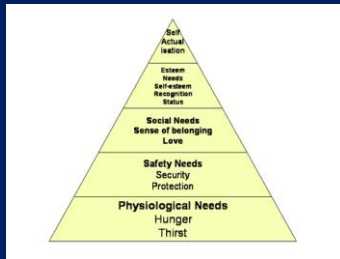 Self
Actual
isation
Esteem
Needs
Self-esteem
Recognition
Status
Social Needs
Sense of belonging
Love
Safety Needs
Security
Protection
Physiological Needs
Hunger
Thirst